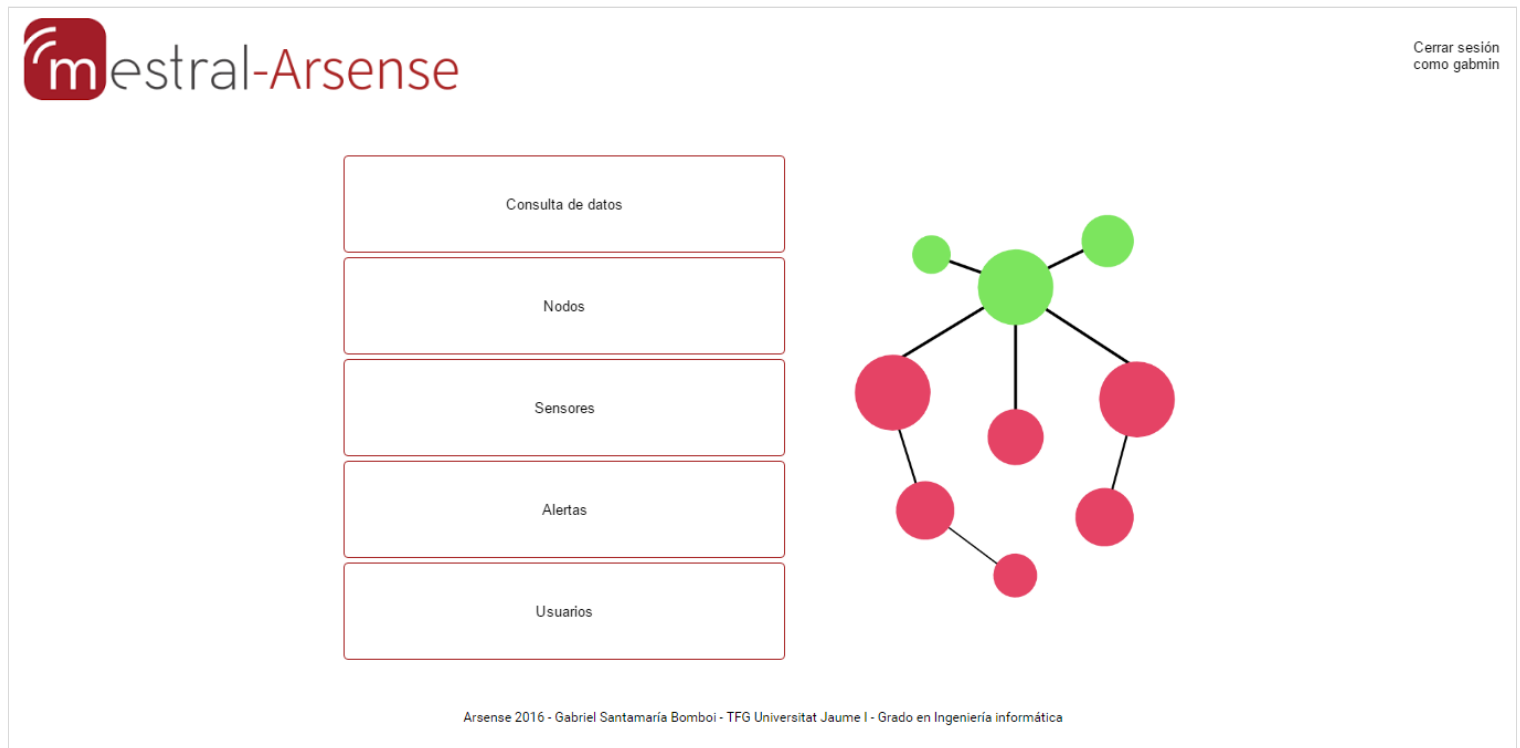 mestral-Arsense
Cerrar sesión
como gabmin
Consulta de datos
Nodos
Sensores
Alertas
Usuarios
Arsense 2016 - Gabriel Santamaría Bomboi - TFG Universitat Jaume I - Grado en Ingeniería informática